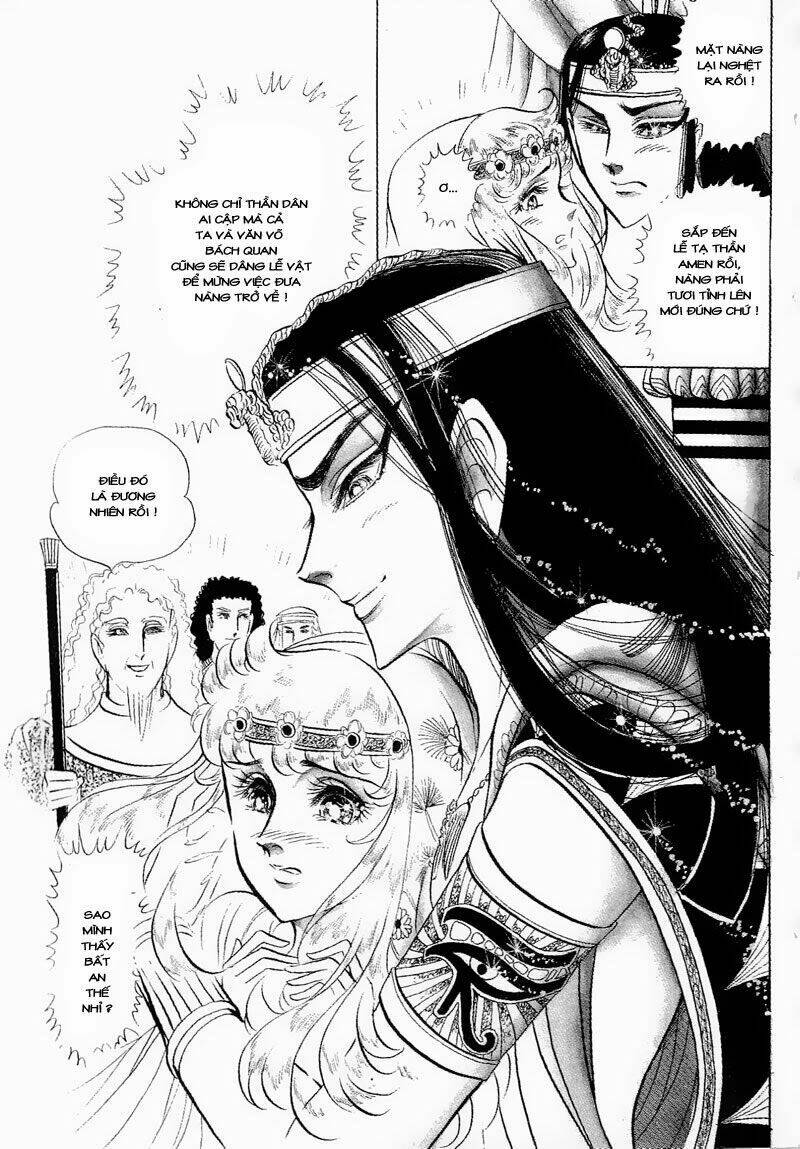 MẶT NÀNG
LẠI NGHỆT
RA RỒI !
Ơ...
SẮP ĐẾN
LỄ TẠ THẦN
AMEN RỒI,
NÀNG PHẢI
TƯƠI TỈNH LÊN
MỚI ĐÚNG CHỨ !
KHÔNG CHỈ THẦN DÂN
AI CẬP MÀ CẢ
TA VÀ VĂN VÕ
BÁCH QUAN
CŨNG SẼ DÂNG LỄ VẬT
ĐỂ MỪNG VIỆC ĐƯA
NÀNG TRỞ VỀ !
ĐIỀU ĐÓ
LÀ ĐƯƠNG
NHIÊN RỒI !
SAO
MÌNH
THẤY
BẤT
AN
THẾ
NHỈ ?